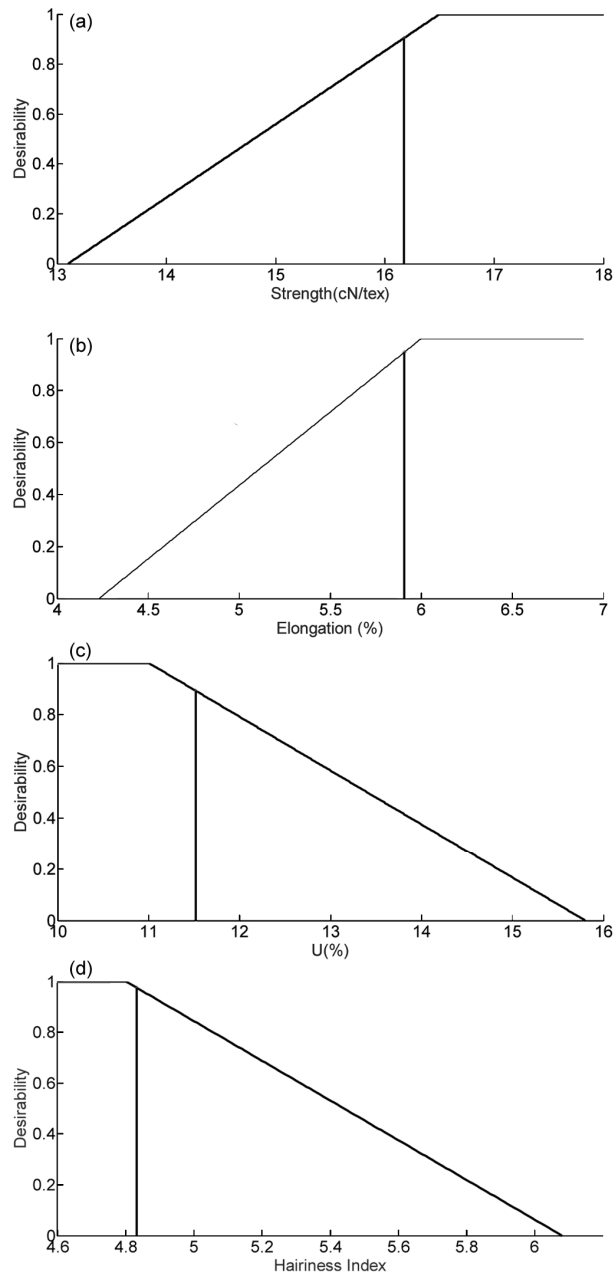 (a)
1
0.8
0.6
0.4
0.2
0
Desirability
13 14 15 16 17 18
Strength(cN/tex)
(b)
1
0.8
0.6
0.4
0.2
0
Desirability
4 4.5 5 5.5 6 6.5 7
Elongation (%)
(c)
1
0.8
0.6
0.4
0.2
0
Desirability
10 11 12 13 14 15 16
U(%)
(d)
1
0.8
0.6
0.4
0.2
0
Desirability
4.6 4.8 5 5.2 5.4 5.6 5.8 6
Hairiness Index